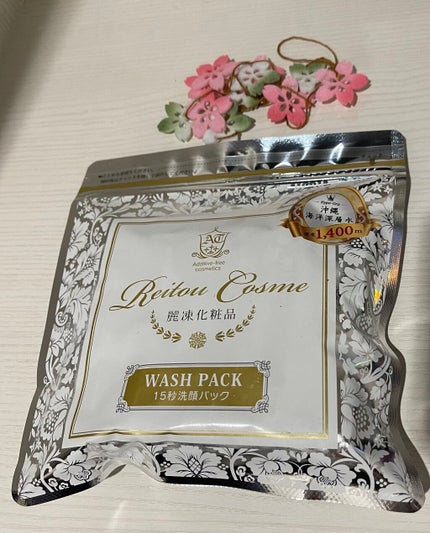 沖縄
海洋深層水
1,400m
AT
Additive-free
cosmetics
Reitou Cosme
麗凍化粧品
WASH PACK
15秒洗顔パック